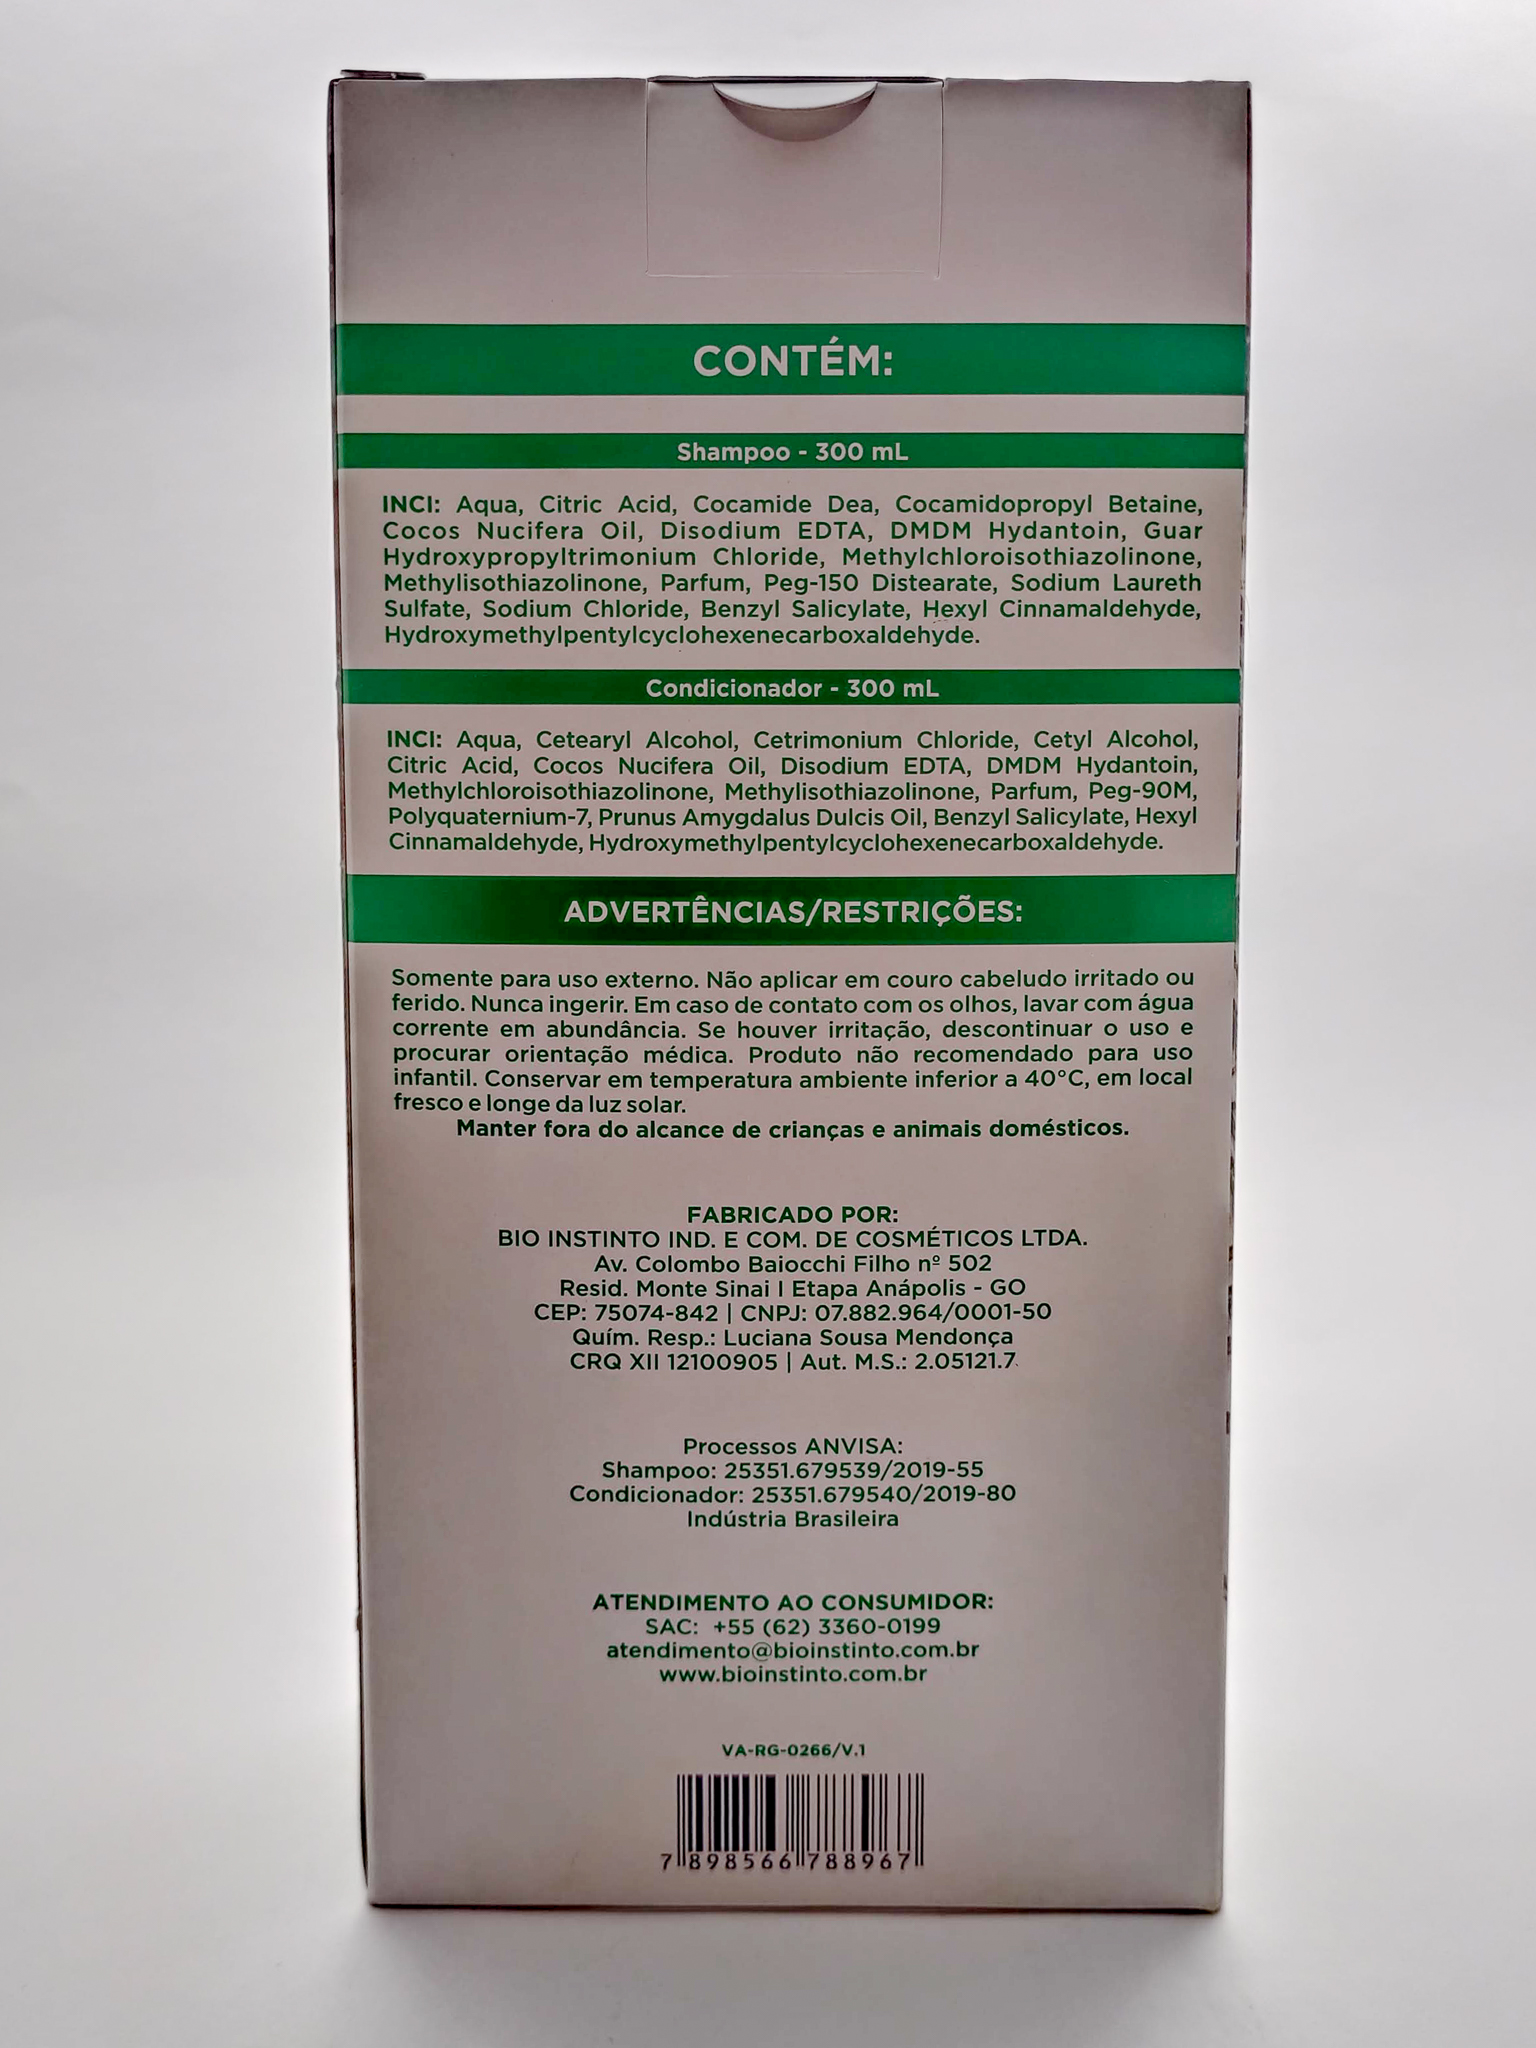 CONTÉM:
Shampoo - 300 mL
INCI: Aqua, Citric Acid, Cocamide Dea, Cocamidopropyl Betaine,
Cocos Nucifera Oil, Disodium EDTA, DMDM Hydantoin, Guar
Hydroxypropyltrimonium Chloride, Methylchloroisothiazolinone,
Methylisothiazolinone, Parfum, Peg-150 Distearate, Sodium Laureth
Sulfate, Sodium Chloride, Benzyl Salicylate, Hexyl Cinnamaldehyde,
Hydroxymethylpentylcyclohexenecarboxaldehyde.
Condicionador - 300 mL
INCI: Aqua, Cetearyl Alcohol, Cetrimonium Chloride, Cetyl Alcohol,
Citric Acid, Cocos Nucifera Oil, Disodium EDTA, DMDM Hydantoin,
Methylchloroisothiazolinone, Methylisothiazolinone, Parfum, Peg-90M,
Polyquaternium-7, Prunus Amygdalus Dulcis Oil, Benzyl Salicylate, Hexyl
Cinnamaldehyde, Hydroxymethylpentylcyclohexenecarboxaldehyde.
ADVERTÊNCIAS/RESTRIÇÕES:
Somente para uso externo. Não aplicar em couro cabeludo irritado ou
ferido. Nunca ingerir. Em caso de contato com os olhos, lavar com água
corrente em abundância. Se houver irritação, descontinuar o uso e
procurar orientação médica. Produto não recomendado para uso
infantil. Conservar em temperatura ambiente inferior a 40°C, em local
fresco e longe da luz solar.
Manter fora do alcance de crianças e animais domésticos.
FABRICADO POR:
BIO INSTINTO IND. E COM. DE COSMÉTICOS LTDA.
Av. Colombo Baiocchi Filho nº 502
Resid. Monte Sinai I Etapa Anápolis - GO
CEP: 75074-842 | CNPJ: 07.882.964/0001-50
Quím. Resp.: Luciana Sousa Mendonça
CRQ XII 12100905 | Aut. M.S.: 2.05121.7
Processos ANVISA:
Shampoo: 25351.679539/2019-55
Condicionador: 25351.679540/2019-80
Indústria Brasileira
ATENDIMENTO AO CONSUMIDOR:
SAC: +55 (62) 3360-0199
atendimento@bioinstinto.com.br
www.bioinstinto.com.br
VA-RG-0266/V.1
7 898566 788967